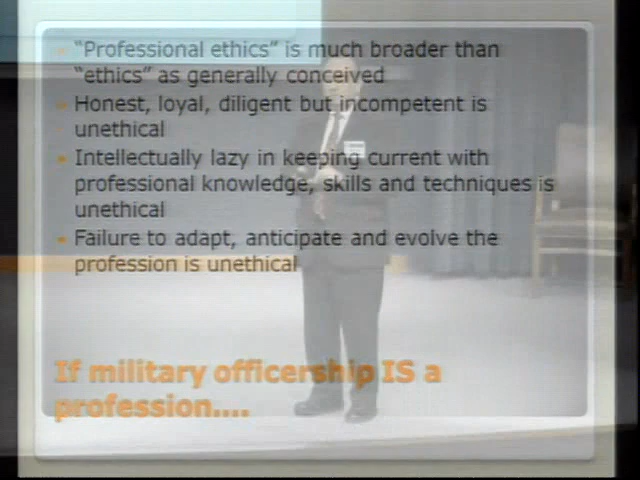 "Professional ethics" is much broader than
"ethics" as generally conceived
Honest, loyal, diligent but incompetent is
unethical
Intellectually lazy in keeping current with
professional knowledge, skills and techniques is
unethical
Failure to adapt, anticipate and evolve the
profession is unethical
If military officership IS a
profession....